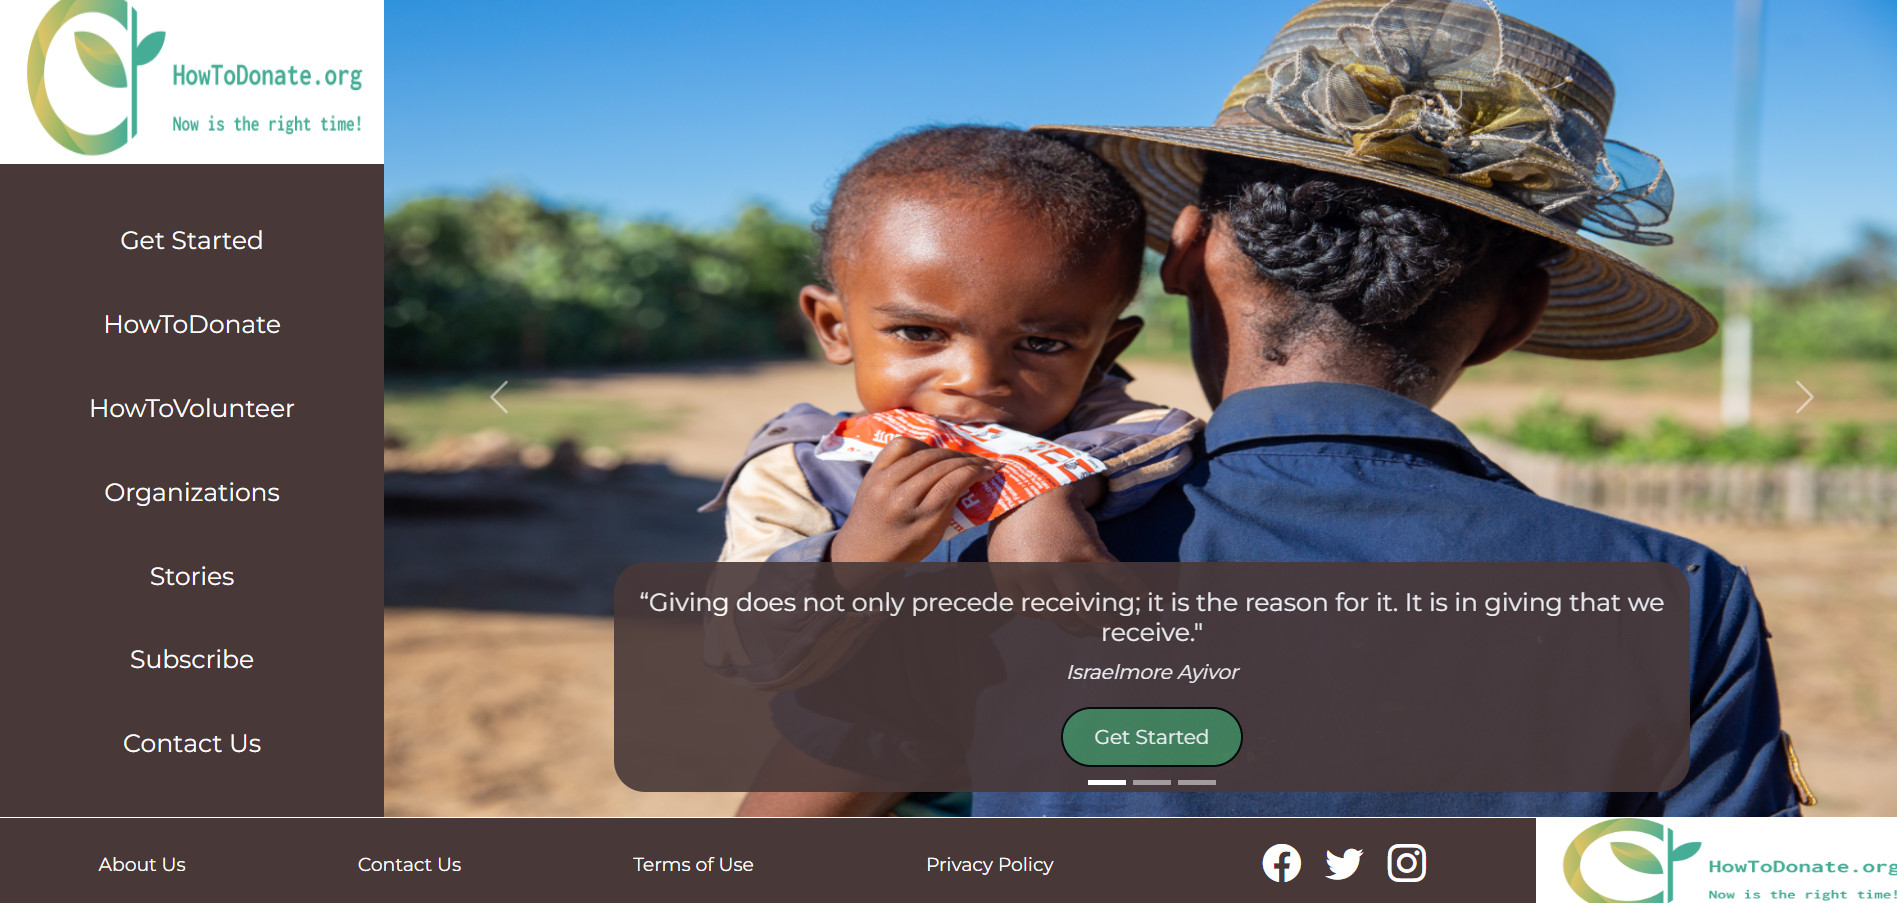 HowToDonate.org
Now is the right time!
Get Started
HowToDonate
HowToVolunteer
Organizations
Stories
Subscribe
Contact Us
“Giving does not only precede receiving; it is the reason for it. It is in giving that we
receive."
Israelmore Ayivor
Get Started
About Us
Contact Us
Terms of Use
Privacy Policy
HowToDonate.org
Now is the right time!